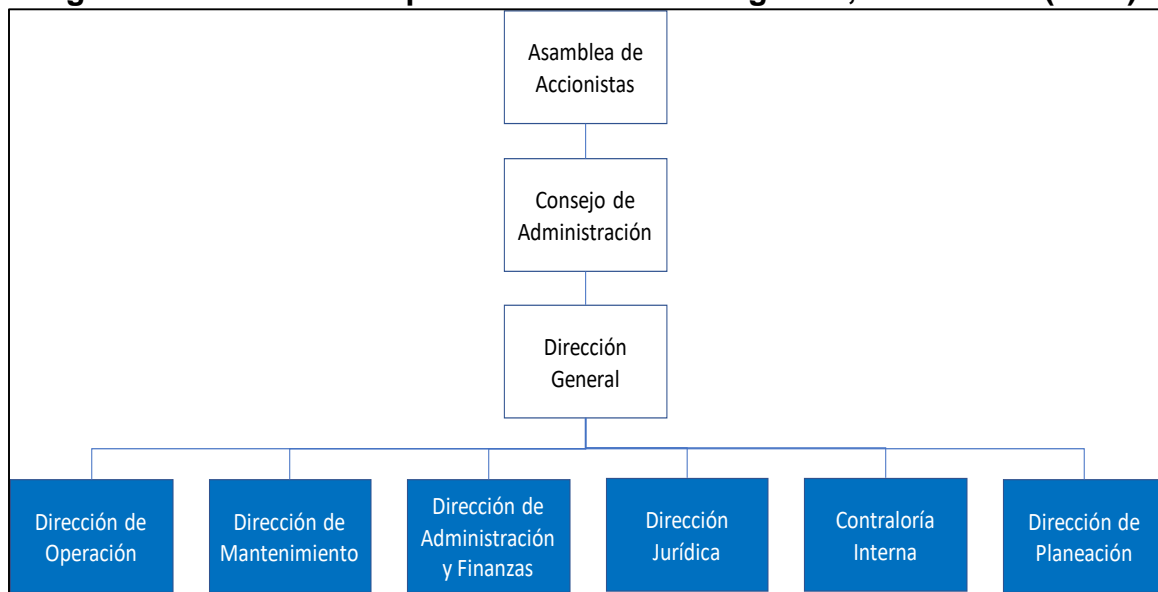 Asamblea de
Accionistas
Consejo de
Administración
Dirección
General
Dirección de
Operación
Dirección de
Mantenimiento
Dirección de
Administración
y Finanzas
Dirección
Jurídica
Contraloría
Interna
Dirección de
Planeación